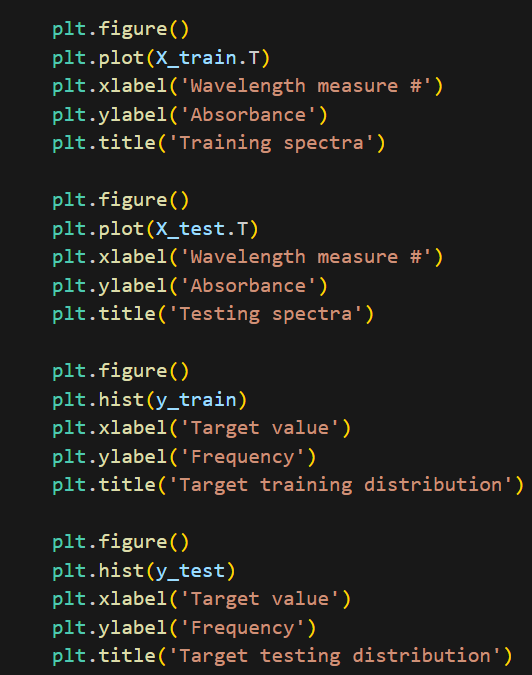 plt.figure()
plt.plot(X_train.T)
plt.xlabel('Wavelength measure #')
plt.ylabel('Absorbance')
plt.title('Training spectra')
plt.figure()
plt.plot(X_test.T)
plt.xlabel('Wavelength measure #')
plt.ylabel('Absorbance')
plt.title('Testing spectra')
plt.figure()
plt.hist(y_train)
plt.xlabel('Target value')
plt.ylabel('Frequency')
plt.title('Target training distribution')
plt.figure()
plt.hist(y_test)
plt.xlabel('Target value')
plt.ylabel('Frequency')
plt.title('Target testing distribution')